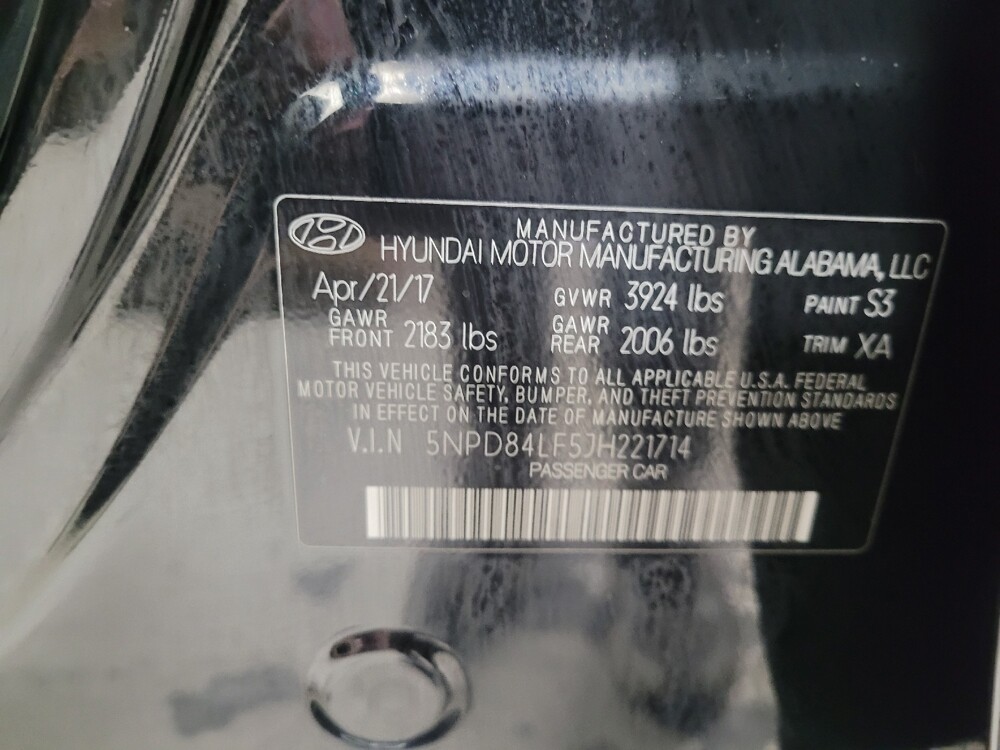 MANUFACTURED BY
HYUNDAI MOTOR MANUFACTURING ALABAMA, LLC
Apr/21/17 GVWR 3924 lbs PAINT S3
GAWR FRONT 2183 lbs GAWR REAR 2006 lbs TRIM XA
THIS VEHICLE CONFORMS TO ALL APPLICABLE U.S.A. FEDERAL
MOTOR VEHICLE SAFETY, BUMPER, AND THEFT PREVENTION STANDARDS
IN EFFECT ON THE DATE OF MANUFACTURE SHOWN ABOVE
V.I.N 5NPD84LF5JH221714
PASSENGER CAR